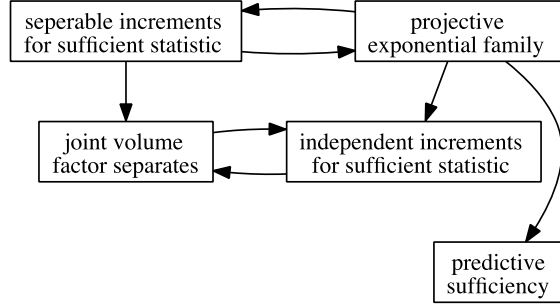 seperable increments
for sufficient statistic
projective
exponential family
joint volume
factor separates
independent increments
for sufficient statistic
predictive
sufficiency